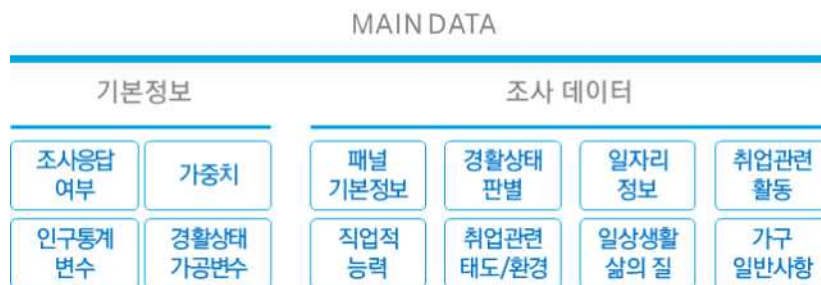 MAIN DATA
기본정보
조사 데이터
조사응답
여부
가중치
패널
기본정보
경활상태
판별
일자리
정보
취업관련
활동
인구통계
변수
경활상태
가공변수
직업적
능력
취업관련
태도/환경
일상생활
삶의 질
가구
일반사항